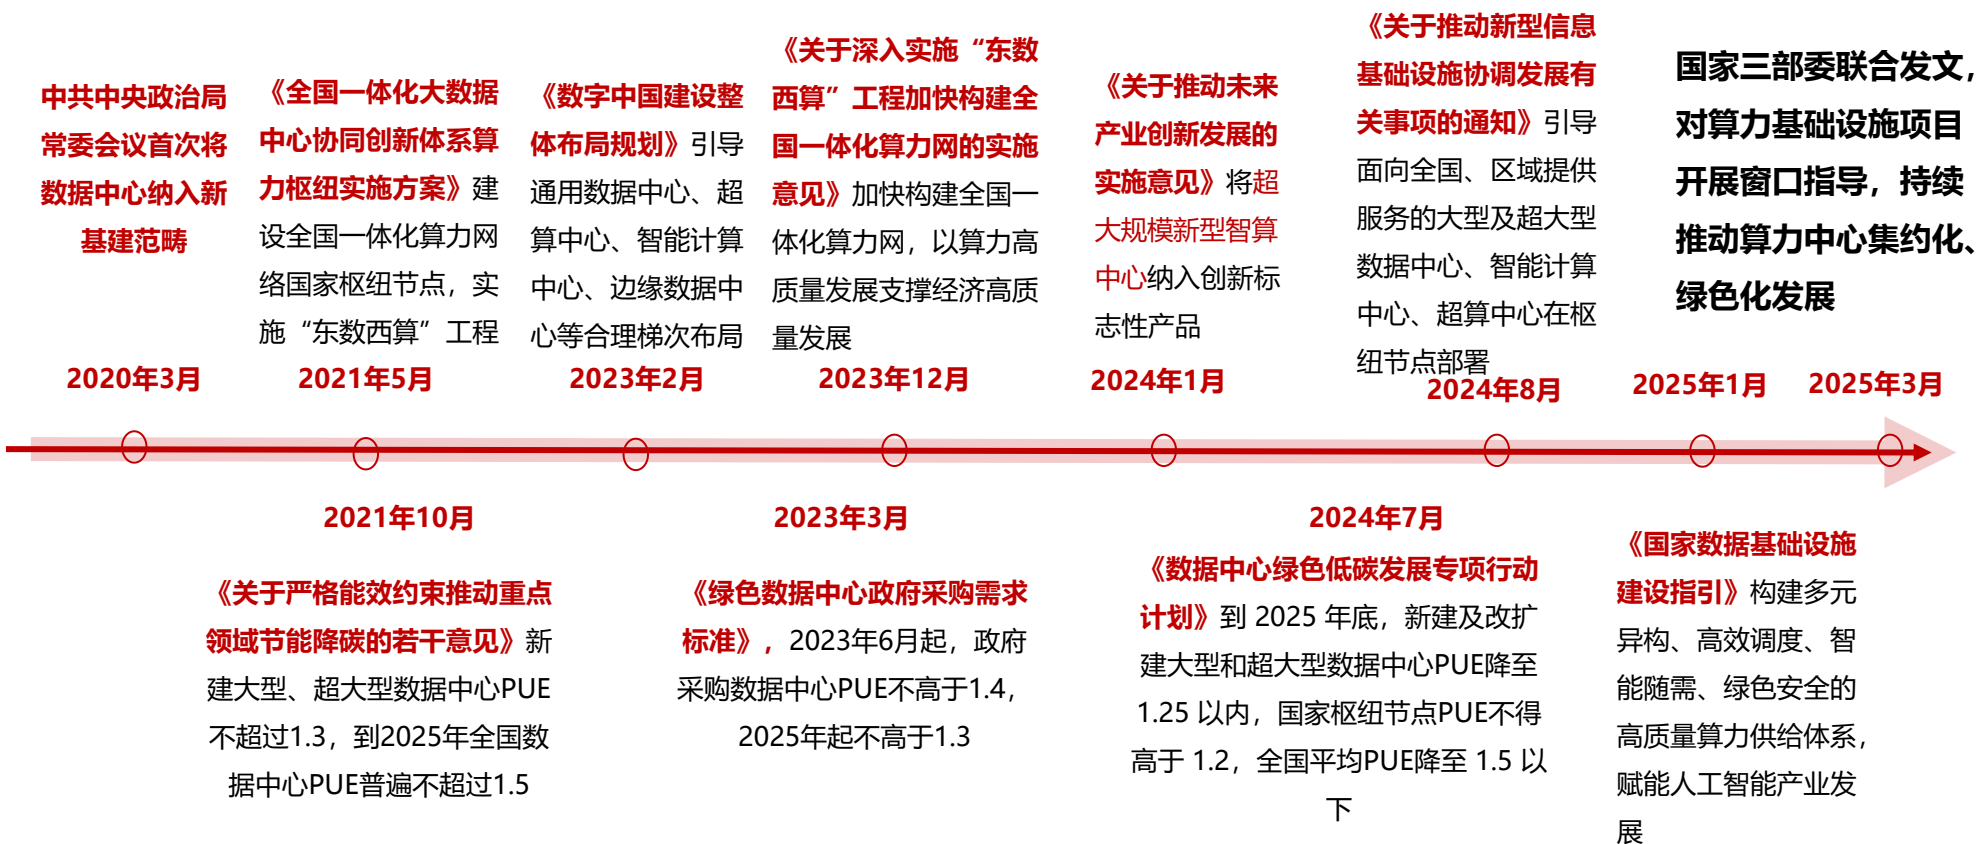 中共中央政治局
常委会议首次将
数据中心纳入新
基建范畴
2020年3月
《全国一体化大数据
中心协同创新体系算
力枢纽实施方案》建
设全国一体化算力网
络国家枢纽节点，实
施“东数西算”工程
2021年5月
《数字中国建设整
体布局规划》引导
通用数据中心、超
算中心、智能计算
中心、边缘数据中
心等合理梯次布局
2023年2月
《关于深入实施“东数
西算”工程加快构建全
国一体化算力网的实施
意见》加快构建全国一
体化算力网，以算力高
质量发展支撑经济高质
量发展
2023年12月
《关于推动未来
产业创新发展的
实施意见》将超
大规模新型智算
中心纳入创新标
志性产品
2024年1月
《关于推动新型信息
基础设施协调发展有
关事项的通知》引导
面向全国、区域提供
服务的大型及超大型
数据中心、智能计算
中心、超算中心在枢
纽节点部署
2024年8月
国家三部委联合发文，
对算力基础设施项目
开展窗口指导，持续
推动算力中心集约化、
绿色化发展
2025年1月
2025年3月
2021年10月
《关于严格能效约束推动重点
领域节能降碳的若干意见》新
建大型、超大型数据中心PUE
不超过1.3，到2025年全国数
据中心PUE普遍不超过1.5
2023年3月
《绿色数据中心政府采购需求
标准》，2023年6月起，政府
采购数据中心PUE不高于1.4，
2025年起不高于1.3
2024年7月
《数据中心绿色低碳发展专项行动
计划》到 2025 年底，新建及改扩
建大型和超大型数据中心PUE降至
1.25 以内，国家枢纽节点PUE不得
高于 1.2，全国平均PUE降至 1.5 以
下
《国家数据基础设施
建设指引》构建多元
异构、高效调度、智
能随需、绿色安全的
高质量算力供给体系，
赋能人工智能产业发
展